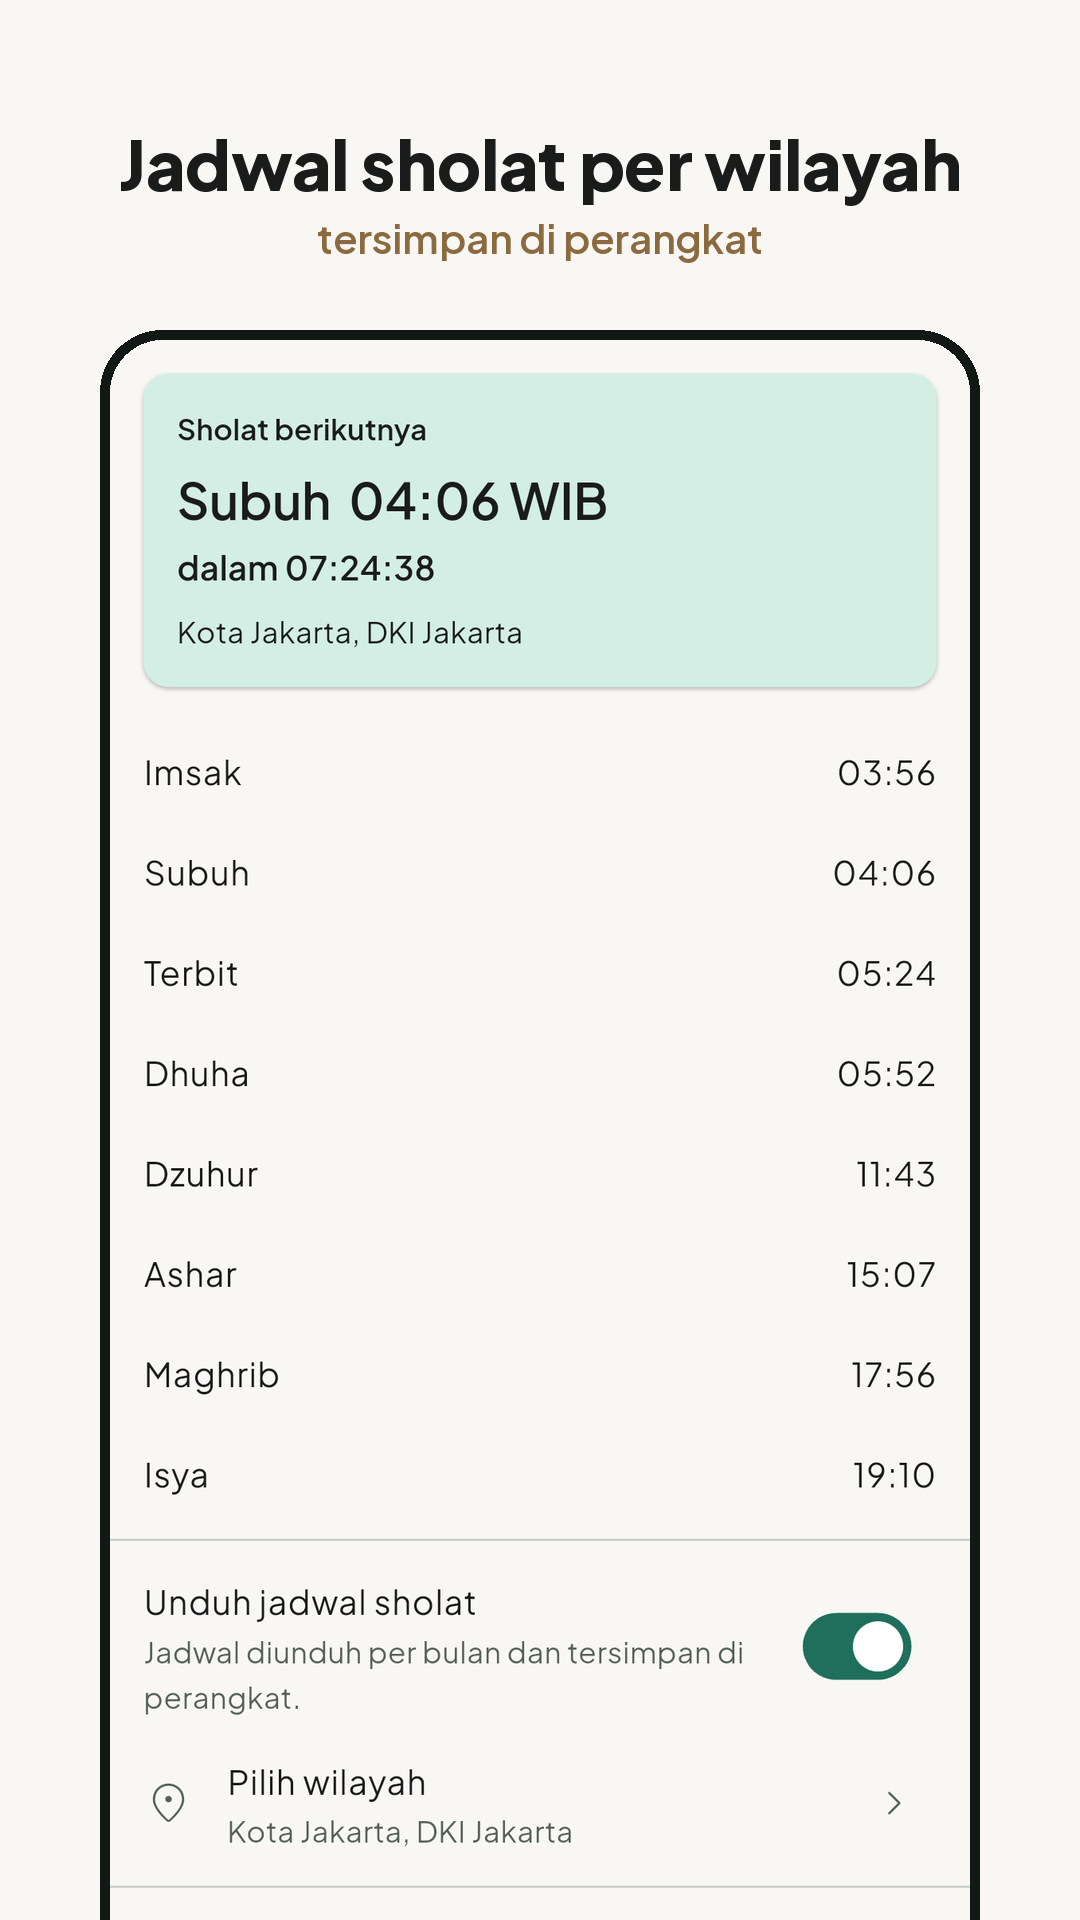 Jadwal sholat per wilayah
tersimpan di perangkat
Sholat berikutnya
Subuh 04:06 WIB
dalam 07:24:38
Kota Jakarta, DKI Jakarta
Imsak 03:56
Subuh 04:06
Terbit 05:24
Dhuha 05:52
Dzuhur 11:43
Ashar 15:07
Maghrib 17:56
Isya 19:10
Unduh jadwal sholat
Jadwal diunduh per bulan dan tersimpan di
perangkat.
Pilih wilayah
Kota Jakarta, DKI Jakarta